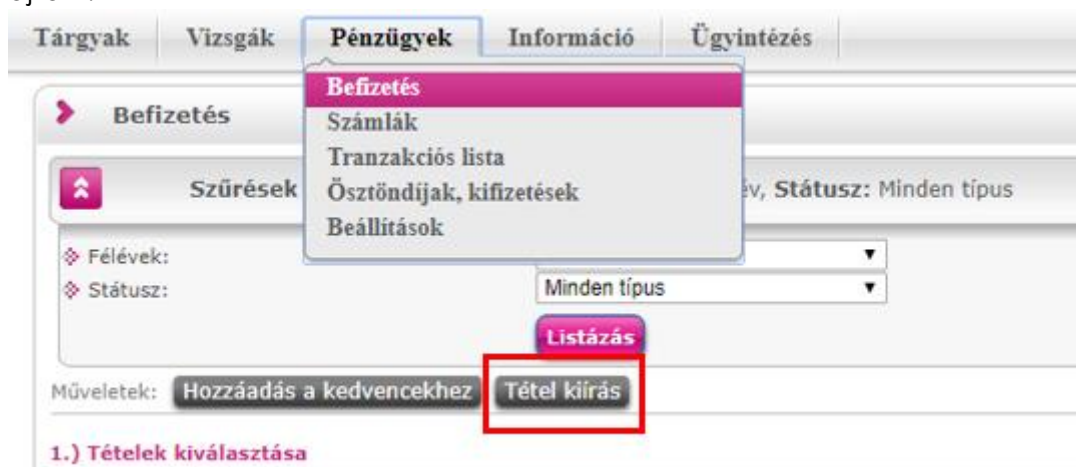 Tárgyak Vizsgák Pénzügyek Információ Ügyintézés
Befizetés
Befizetés
Számlák
Tranzakciós lista
Szűrések
Ösztöndíjak, kifizetések
év, Státusz: Minden típus
Beállítások
Félévek:
Státusz: Minden típus
Listázás
Műveletek: Hozzáadás a kedvencekhez Tétel kiírás
1.) Tételek kiválasztása